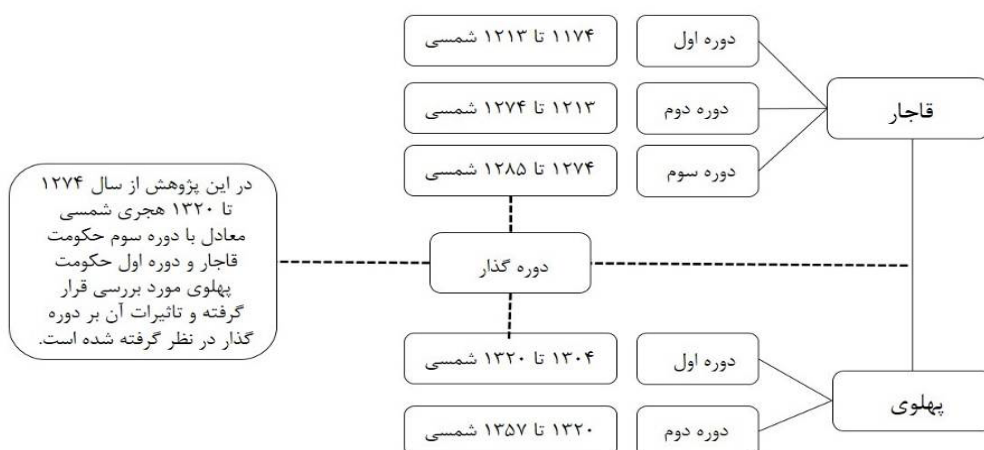 قاجار
دوره اول
۱۱۷۴ تا ۱۲۱۳ شمسی
دوره دوم
۱۲۱۳ تا ۱۲۷۴ شمسی
دوره سوم
۱۲۷۴ تا ۱۲۸۵ شمسی
دوره گذار
در این پژوهش از سال ۱۲۷۴
تا ۱۳۲۰ هجری شمسی
معادل با دوره سوم حکومت
قاجار و دوره اول حکومت
پهلوی مورد بررسی قرار
گرفته و تاثیرات آن بر دوره
گذار در نظر گرفته شده است.
پهلوی
دوره اول
۱۳۰۴ تا ۱۳۲۰ شمسی
دوره دوم
۱۳۲۰ تا ۱۳۵۷ شمسی